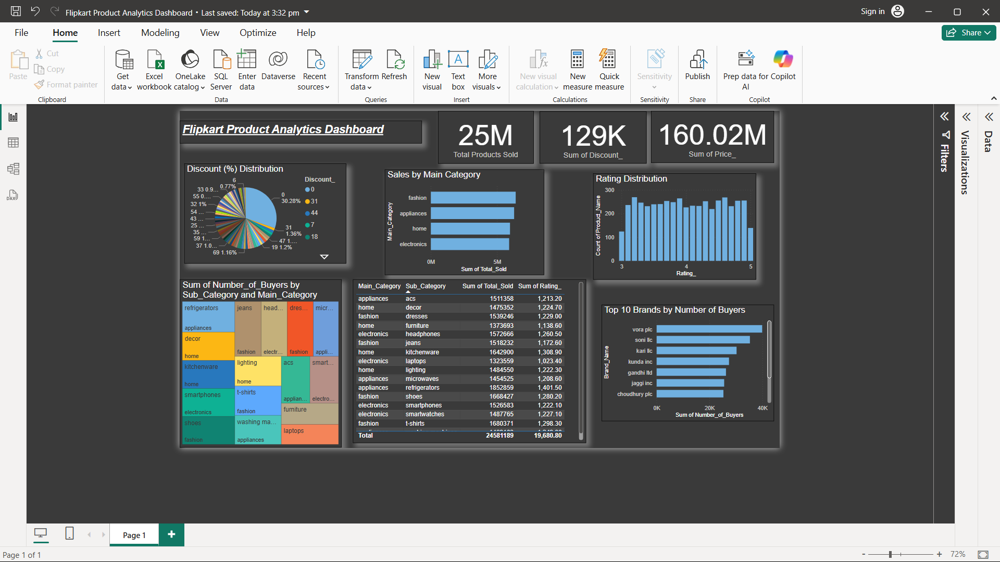 Flipkart Product Analytics Dashboard • Last saved: Today at 3:32 pm
Sign in
File Home Insert Modeling View Optimize Help
Share
Paste
Cut
Copy
Format painter
Clipboard
Get data
Excel workbook
OneLake catalog
SQL Server
Enter data
Dataverse
Recent sources
Data
Transform data
Refresh
Queries
New visual
Text box
More visuals
Insert
New visual calculation
New measure
Quick measure
Calculations
Sensitivity
Sensitivity
Publish
Share
Prep data for AI
Copilot
Copilot
Flipkart Product Analytics Dashboard
25M
Total Products Sold
129K
Sum of Discount_
160.02M
Sum of Price_
Discount (%) Distribution
Discount_
0
31
44
7
18
6
0.77%
33 0.9...
55 0....
32 1%
54 ...
43 ...
25 ...
35 ...
59 1...
37 1.0...
69 1.16%
0
30.28%
31
1.36%
47 1....
19 1.2%
Sales by Main Category
Main_Category
fashion
appliances
home
electronics
0M 5M
Sum of Total_Sold
Rating Distribution
Count of Product_Name
300
200
100
0
3 4 5
Rating_
Sum of Number_of_Buyers by
Sub_Category and Main_Category
refrigerators
appliances
decor
home
kitchenware
home
smartphones
electronics
shoes
fashion
jeans
fashion
head...
electr...
dres...
fashion
micr...
appli...
lighting
home
t-shirts
fashion
washing ma...
appliances
acs
applian...
smart...
electro...
furniture
laptops
Main_Category Sub_Category Sum of Total_Sold Sum of Rating_
appliances acs 1511358 1,213.20
home decor 1475352 1,224.70
fashion dresses 1539246 1,229.00
home furniture 1373693 1,138.60
electronics headphones 1572666 1,260.50
fashion jeans 1518232 1,172.60
home kitchenware 1642900 1,308.90
electronics laptops 1323559 1,023.40
home lighting 1484550 1,222.30
appliances microwaves 1454525 1,208.60
appliances refrigerators 1852859 1,401.50
fashion shoes 1668427 1,280.20
electronics smartphones 1526583 1,222.10
electronics smartwatches 1487765 1,227.10
fashion t-shirts 1680371 1,298.30
Total 24581189 19,680.80
Top 10 Brands by Number of Buyers
Brand_Name
vora plc
soni llc
kari llc
kunda inc
gandhi ltd
jaggi inc
choudhury plc
0K 20K 40K
Sum of Number_of_Buyers
Filters
Visualizations
Data
Page 1
Page 1 of 1
72%